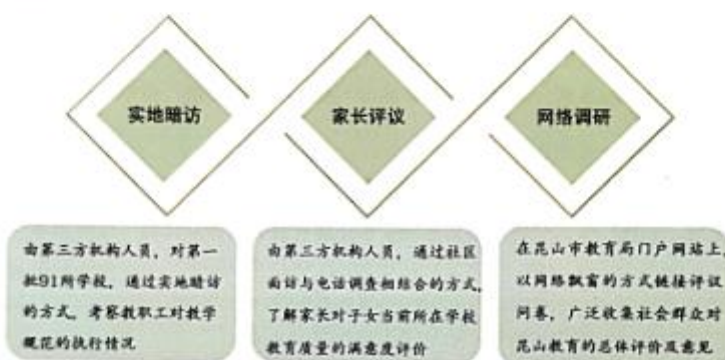 实地暗访
家长评议
网络调研
由第三方机构人员，对第一
批91所学校，通过实地暗访
的方式，考察教职工对教学
规范的执行情况
由第三方机构人员，通过社区
面访与电话调查相结合的方式，
了解家长对子女当前所在学校
教育质量的满意度评价
在昆山市教育局门户网站上，
以网络飘窗的方式链接评议
问卷，广泛收集社会群众对
昆山教育的总体评价及意见